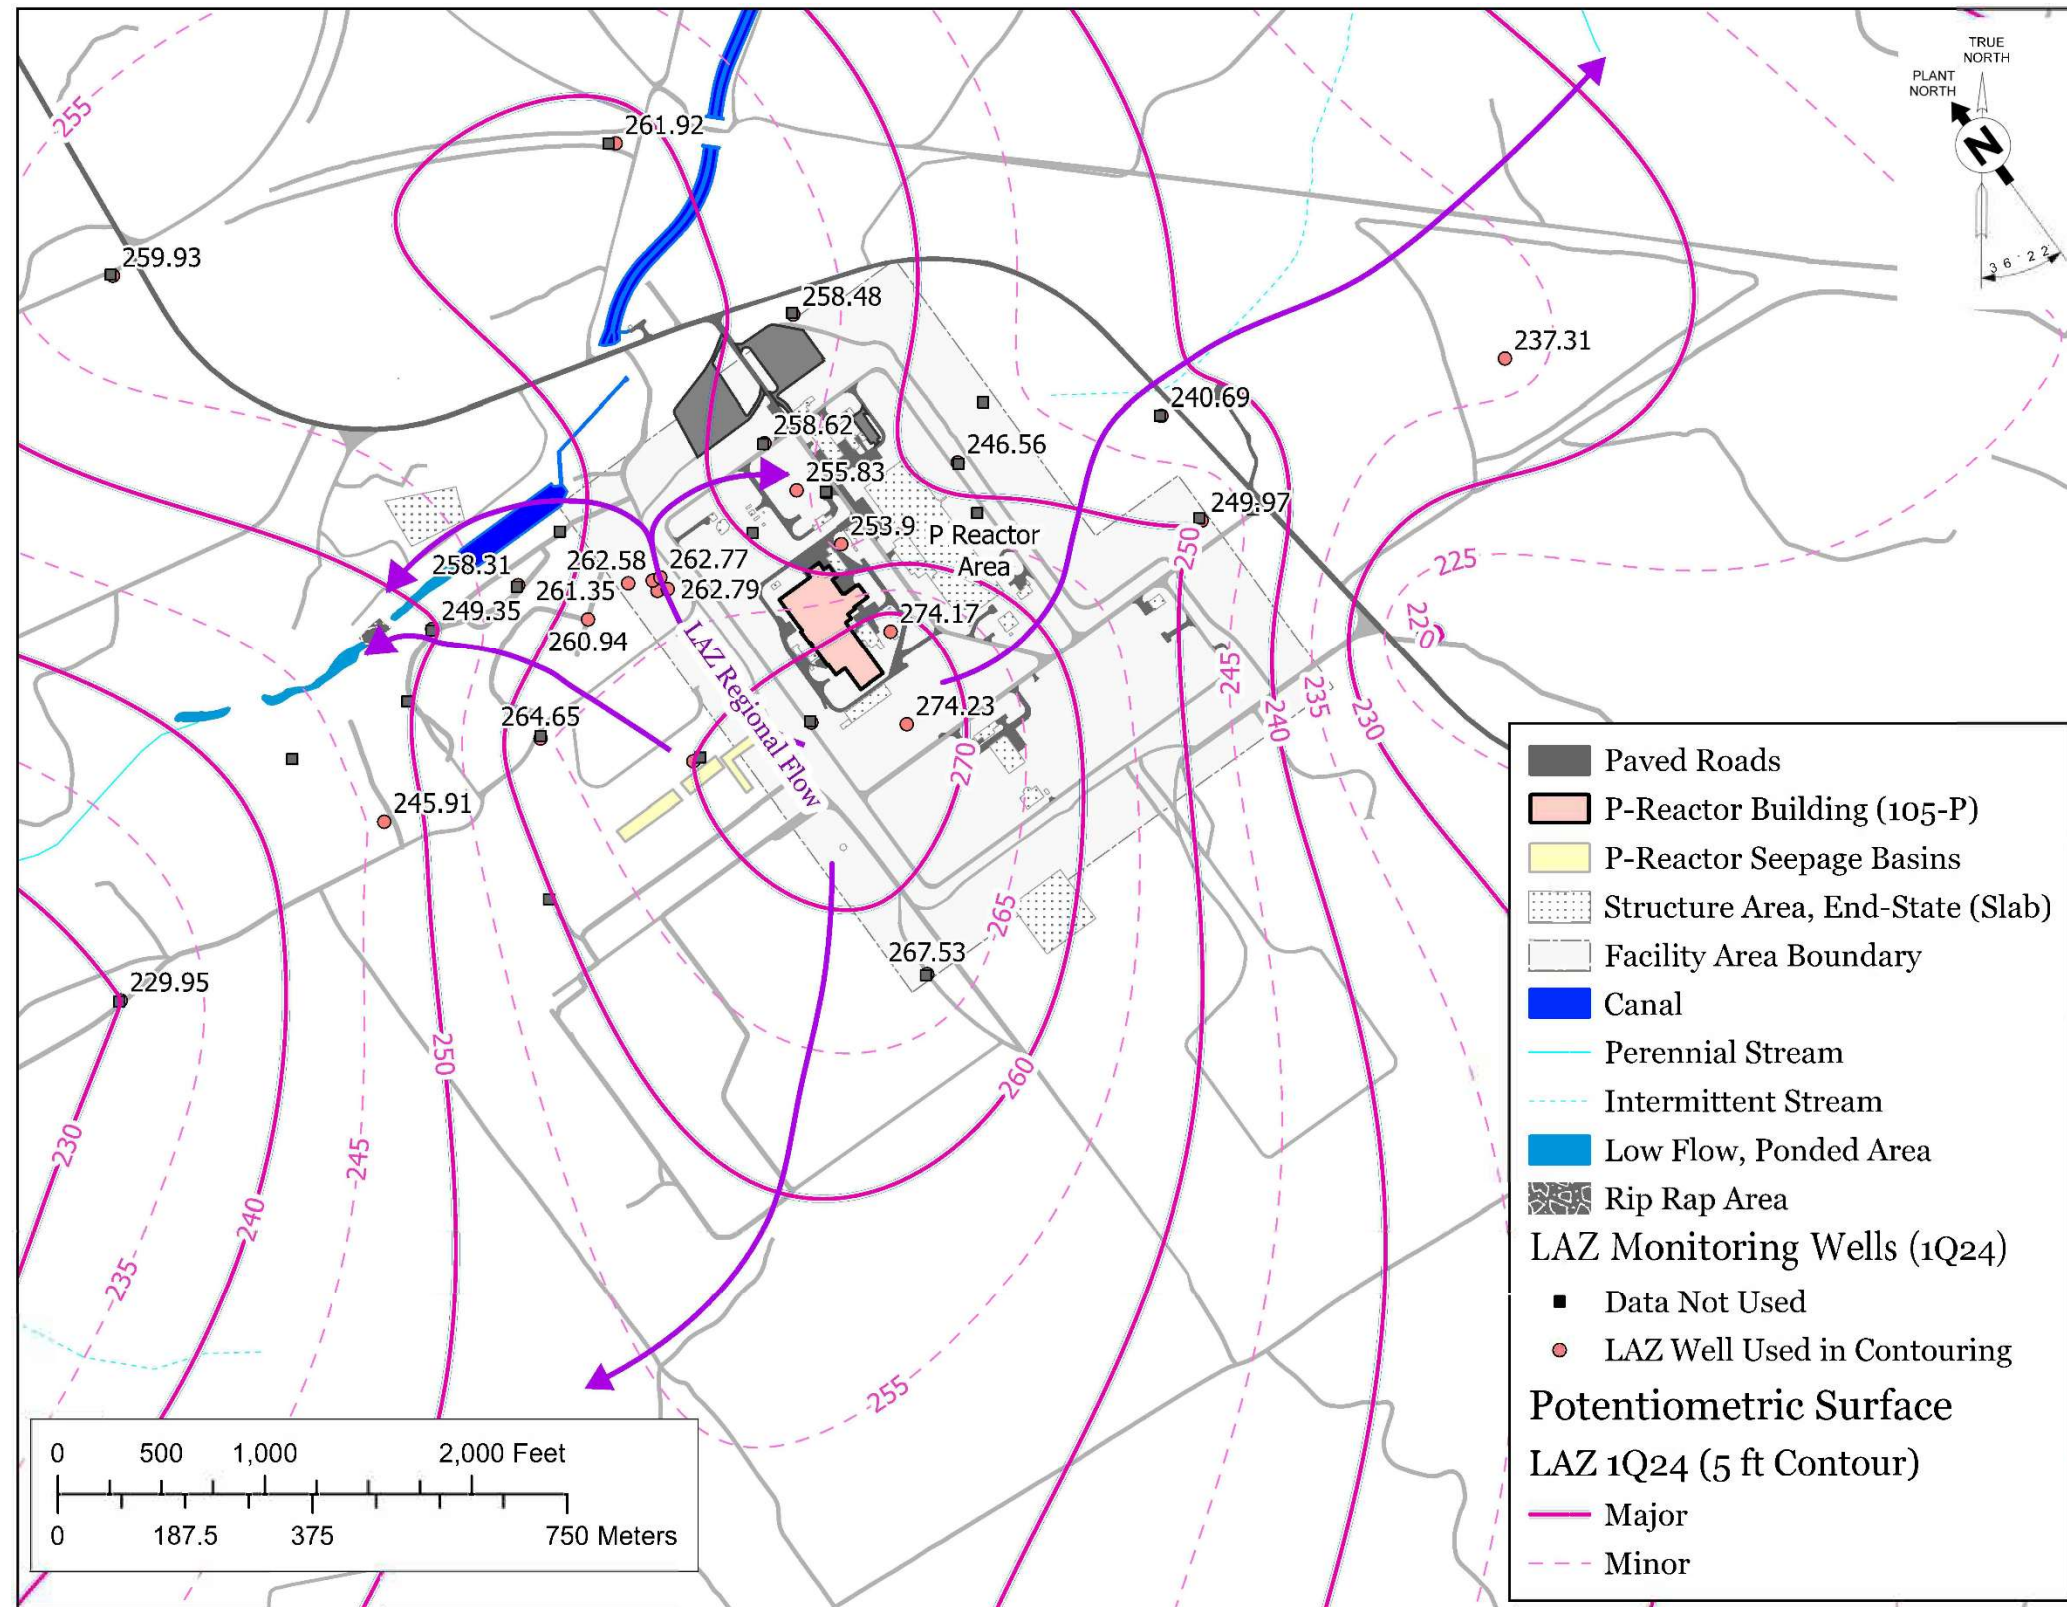 TRUE
NORTH
PLANT
NORTH
N
36°22'
255
261.92
259.93
258.48
237.31
240.69
258.62
246.56
255.83
249.97
253.9
P Reactor
Area
250
225
258.31
262.58
262.77
261.35
262.79
249.35
260.94
274.17
220
LAZ Regional Flow
245
235
240
230
264.65
274.23
270
245.91
265
267.53
229.95
250
260
230
245
240
235
255
Paved Roads
P-Reactor Building (105-P)
P-Reactor Seepage Basins
Structure Area, End-State (Slab)
Facility Area Boundary
Canal
Perennial Stream
Intermittent Stream
Low Flow, Ponded Area
Rip Rap Area
LAZ Monitoring Wells (1Q24)
Data Not Used
LAZ Well Used in Contouring
Potentiometric Surface
LAZ 1Q24 (5 ft Contour)
Major
Minor
0 500 1,000 2,000 Feet
0 187.5 375 750 Meters